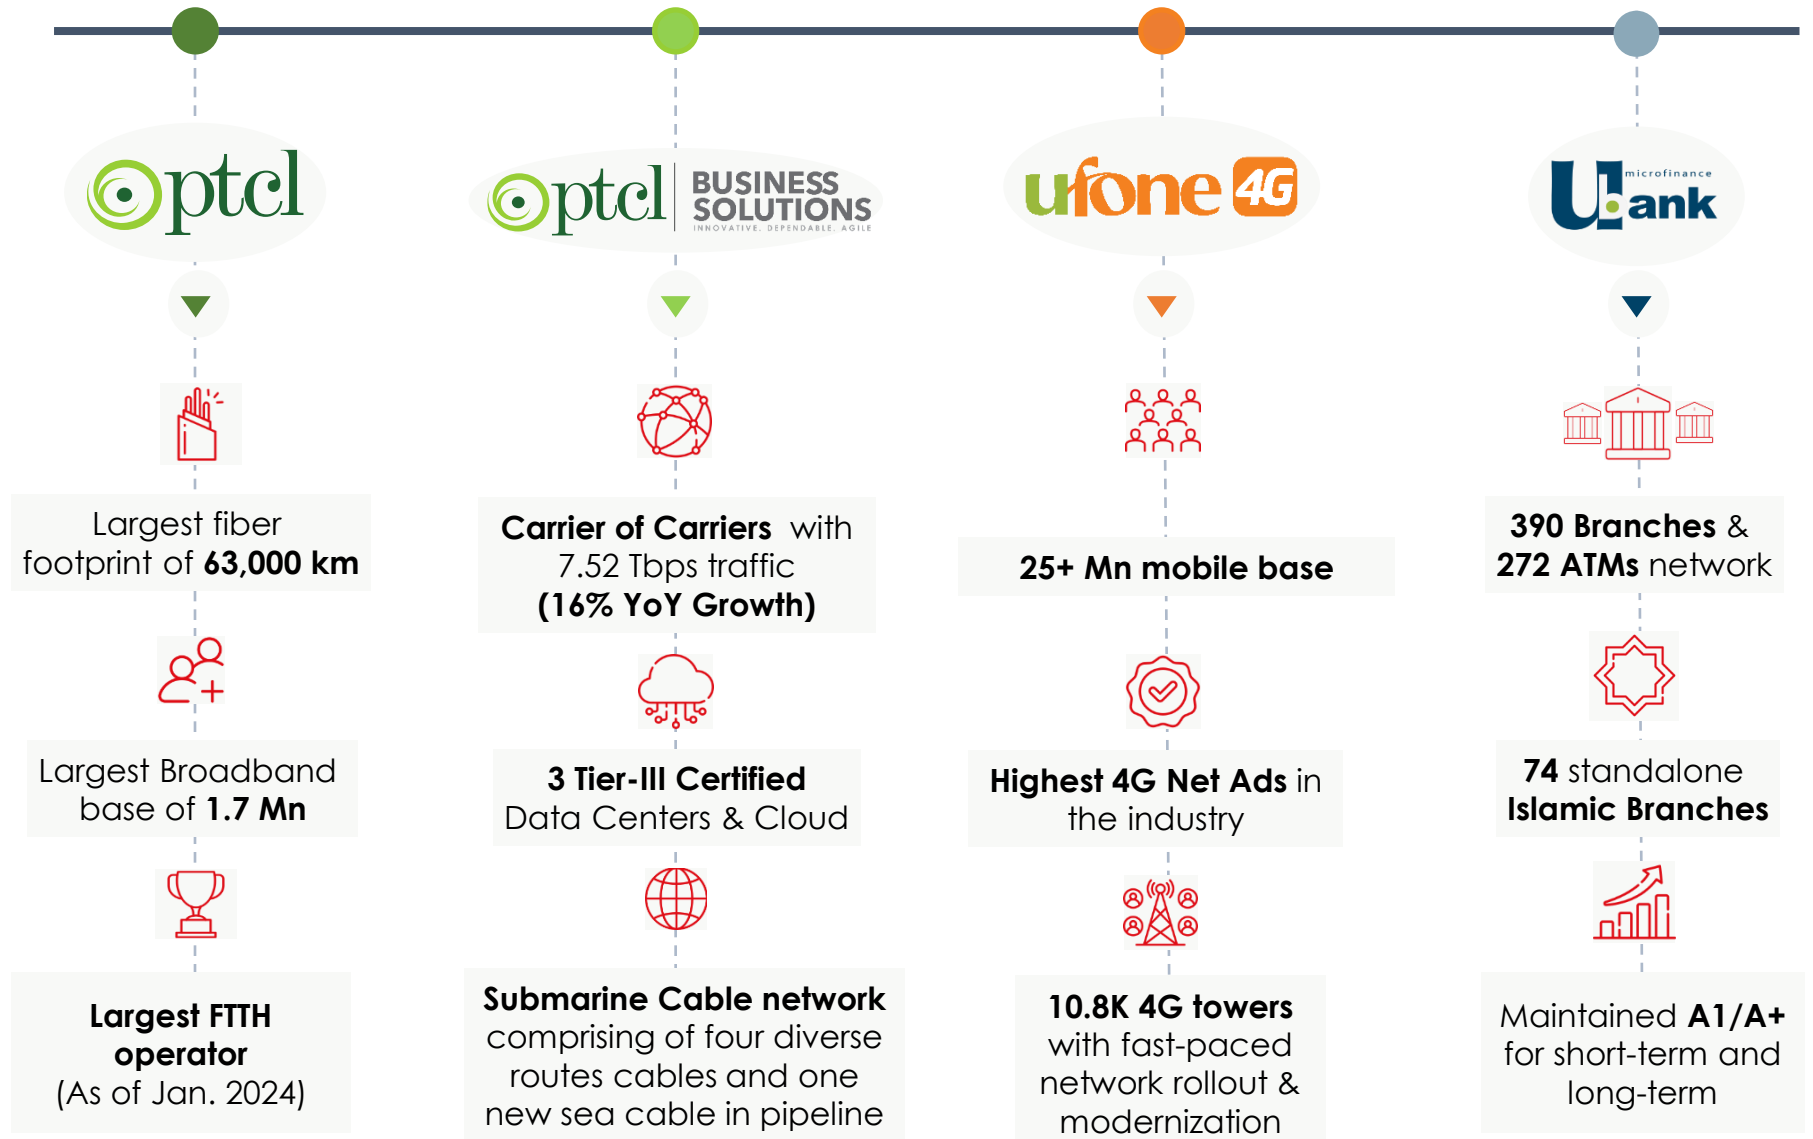 ptcl
Largest fiber
footprint of 63,000 km
Largest Broadband
base of 1.7 Mn
Largest FTTH
operator
(As of Jan. 2024)
ptcl
BUSINESS
SOLUTIONS
INNOVATIVE. DEPENDABLE. AGILE
Carrier of Carriers with
7.52 Tbps traffic
(16% YoY Growth)
3 Tier-III Certified
Data Centers & Cloud
Submarine Cable network
comprising of four diverse
routes cables and one
new sea cable in pipeline
ufone 4G
25+ Mn mobile base
Highest 4G Net Ads in
the industry
10.8K 4G towers
with fast-paced
network rollout &
modernization
microfinance
Ubank
390 Branches &
272 ATMs network
74 standalone
Islamic Branches
Maintained A1/A+
for short-term and
long-term